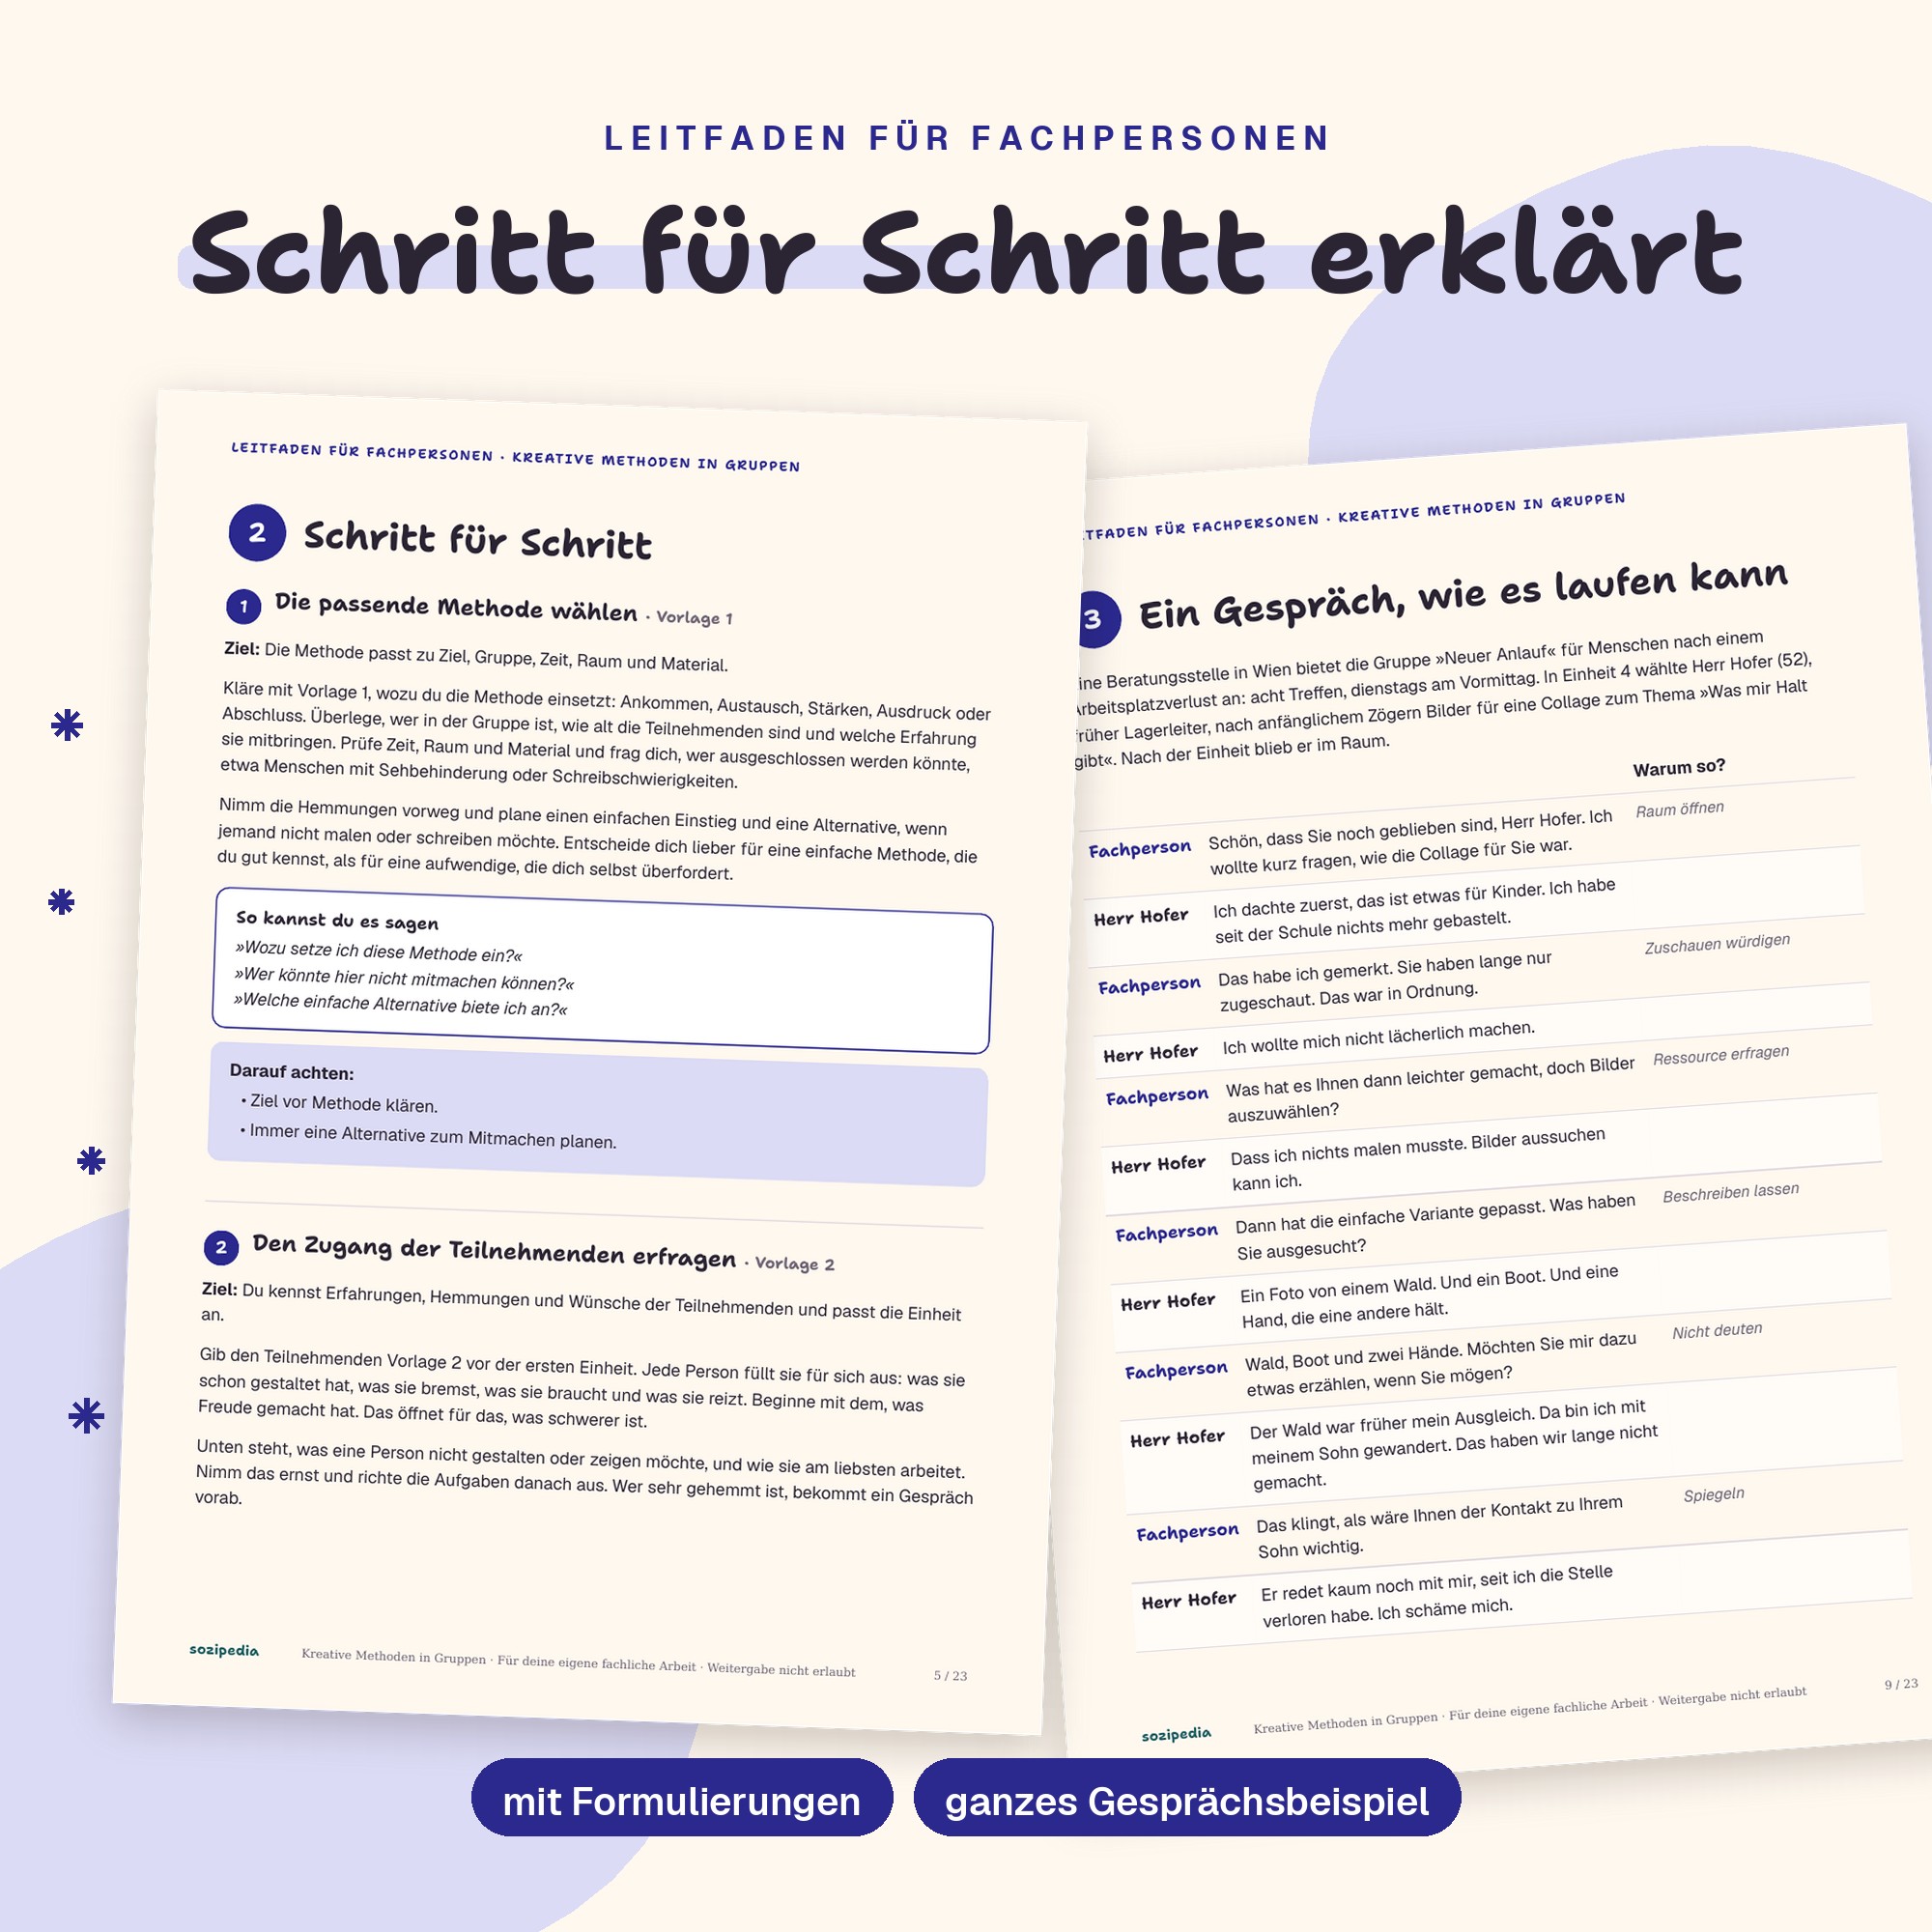 LEITFADEN FÜR FACHPERSONEN
Schritt für Schritt erklärt
LEITFADEN FÜR FACHPERSONEN · KREATIVE METHODEN IN GRUPPEN
2 Schritt für Schritt
1 Die passende Methode wählen · Vorlage 1
Ziel: Die Methode passt zu Ziel, Gruppe, Zeit, Raum und Material.
Kläre mit Vorlage 1, wozu du die Methode einsetzt: Ankommen, Austausch, Stärken, Ausdruck oder
Abschluss. Überlege, wer in der Gruppe ist, wie alt die Teilnehmenden sind und welche Erfahrung
sie mitbringen. Prüfe Zeit, Raum und Material und frag dich, wer ausgeschlossen werden könnte,
etwa Menschen mit Sehbehinderung oder Schreibschwierigkeiten.
Nimm die Hemmungen vorweg und plane einen einfachen Einstieg und eine Alternative, wenn
jemand nicht malen oder schreiben möchte. Entscheide dich lieber für eine einfache Methode, die
du gut kennst, als für eine aufwendige, die dich selbst überfordert.
So kannst du es sagen
»Wozu setze ich diese Methode ein?«
»Wer könnte hier nicht mitmachen können?«
»Welche einfache Alternative biete ich an?«
Darauf achten:
• Ziel vor Methode klären.
• Immer eine Alternative zum Mitmachen planen.
2 Den Zugang der Teilnehmenden erfragen · Vorlage 2
Ziel: Du kennst Erfahrungen, Hemmungen und Wünsche der Teilnehmenden und passt die Einheit
an.
Gib den Teilnehmenden Vorlage 2 vor der ersten Einheit. Jede Person füllt sie für sich aus: was sie
schon gestaltet hat, was sie bremst, was sie braucht und was sie reizt. Beginne mit dem, was
Freude gemacht hat. Das öffnet für das, was schwerer ist.
Unten steht, was eine Person nicht gestalten oder zeigen möchte, und wie sie am liebsten arbeitet.
Nimm das ernst und richte die Aufgaben danach aus. Wer sehr gehemmt ist, bekommt ein Gespräch
vorab.
sozipedia Kreative Methoden in Gruppen · Für deine eigene fachliche Arbeit · Weitergabe nicht erlaubt 5 / 23
TFADEN FÜR FACHPERSONEN · KREATIVE METHODEN IN GRUPPEN
3 Ein Gespräch, wie es laufen kann
ine Beratungsstelle in Wien bietet die Gruppe »Neuer Anlauf« für Menschen nach einem
rbeitsplatzverlust an: acht Treffen, dienstags am Vormittag. In Einheit 4 wählte Herr Hofer (52),
früher Lagerleiter, nach anfänglichem Zögern Bilder für eine Collage zum Thema »Was mir Halt
gibt«. Nach der Einheit blieb er im Raum.
Warum so?
Fachperson Schön, dass Sie noch geblieben sind, Herr Hofer. Ich Raum öffnen
wollte kurz fragen, wie die Collage für Sie war.
Herr Hofer Ich dachte zuerst, das ist etwas für Kinder. Ich habe
seit der Schule nichts mehr gebastelt.
Fachperson Das habe ich gemerkt. Sie haben lange nur Zuschauen würdigen
zugeschaut. Das war in Ordnung.
Herr Hofer Ich wollte mich nicht lächerlich machen.
Fachperson Was hat es Ihnen dann leichter gemacht, doch Bilder Ressource erfragen
auszuwählen?
Herr Hofer Dass ich nichts malen musste. Bilder aussuchen
kann ich.
Fachperson Dann hat die einfache Variante gepasst. Was haben Beschreiben lassen
Sie ausgesucht?
Herr Hofer Ein Foto von einem Wald. Und ein Boot. Und eine
Hand, die eine andere hält.
Fachperson Wald, Boot und zwei Hände. Möchten Sie mir dazu Nicht deuten
etwas erzählen, wenn Sie mögen?
Herr Hofer Der Wald war früher mein Ausgleich. Da bin ich mit
meinem Sohn gewandert. Das haben wir lange nicht
gemacht.
Fachperson Das klingt, als wäre Ihnen der Kontakt zu Ihrem Spiegeln
Sohn wichtig.
Herr Hofer Er redet kaum noch mit mir, seit ich die Stelle
verloren habe. Ich schäme mich.
sozipedia Kreative Methoden in Gruppen · Für deine eigene fachliche Arbeit · Weitergabe nicht erlaubt 9 / 23
mit Formulierungen
ganzes Gesprächsbeispiel